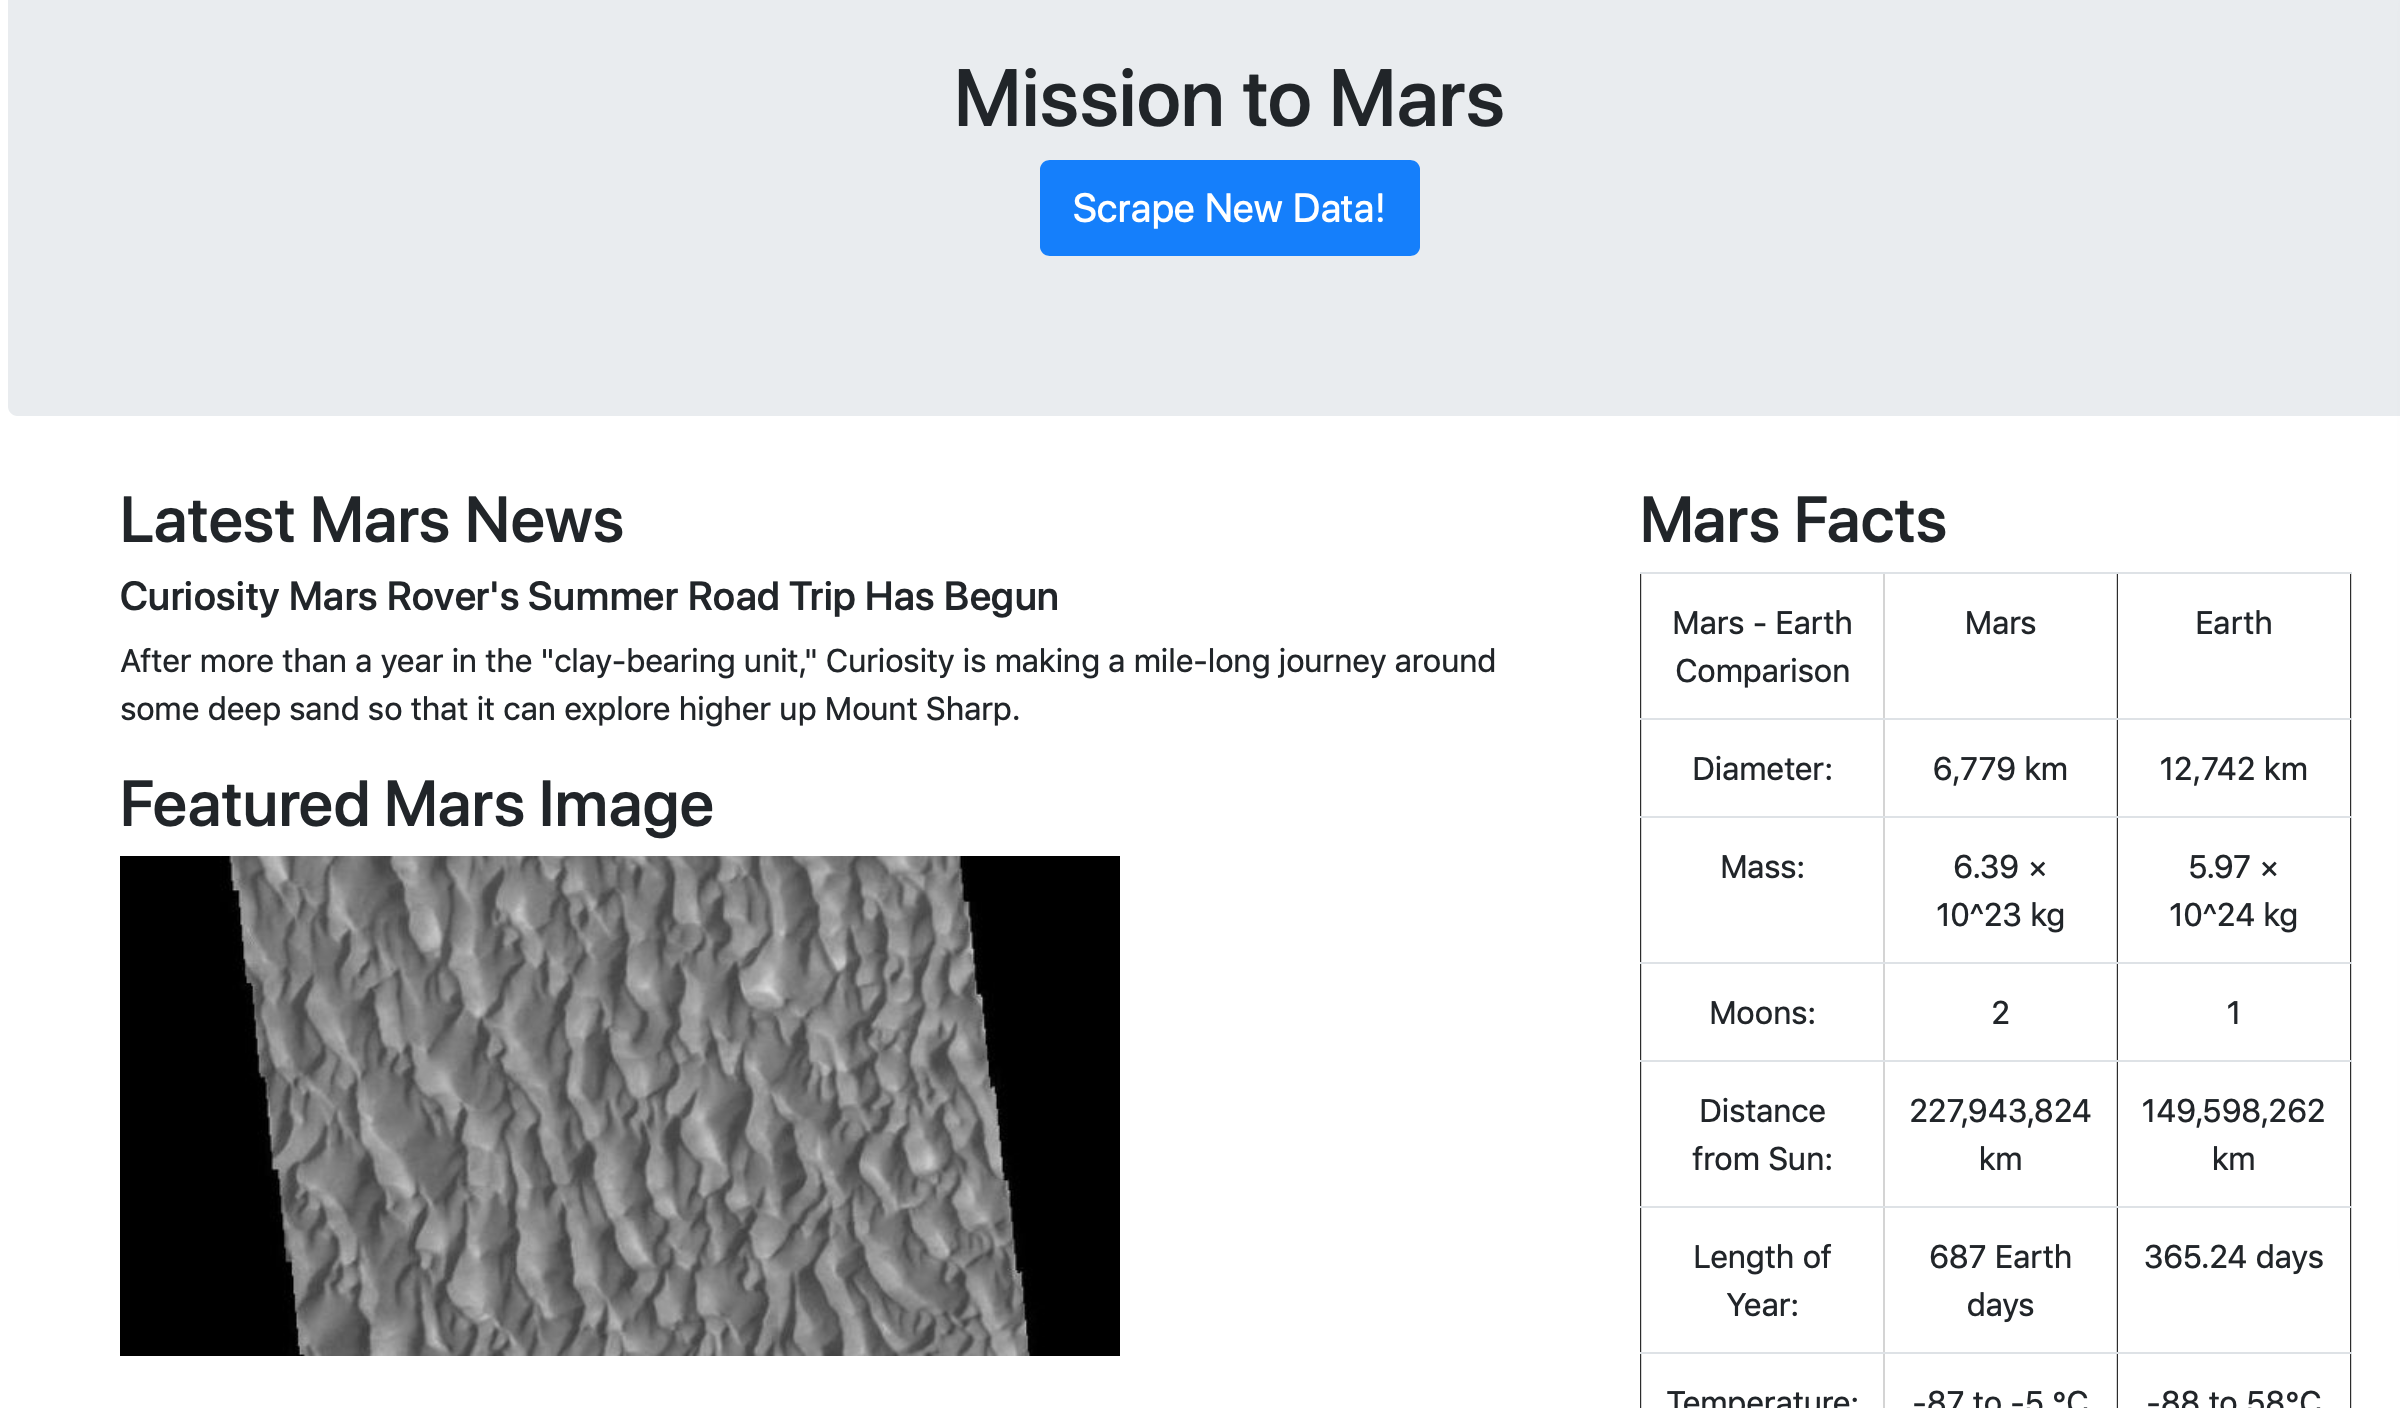 Mission to Mars
Scrape New Data!
Latest Mars News
Curiosity Mars Rover's Summer Road Trip Has Begun
After more than a year in the "clay-bearing unit," Curiosity is making a mile-long journey around
some deep sand so that it can explore higher up Mount Sharp.
Featured Mars Image
Mars Facts
Mars - Earth Mars Earth
Comparison
Diameter: 6,779 km 12,742 km
Mass: 6.39 × 5.97 ×
10^23 kg 10^24 kg
Moons: 2 1
Distance 227,943,824 149,598,262
from Sun: km km
Length of 687 Earth 365.24 days
Year: days
Temperature: -87 to -5 °C -88 to 58°C